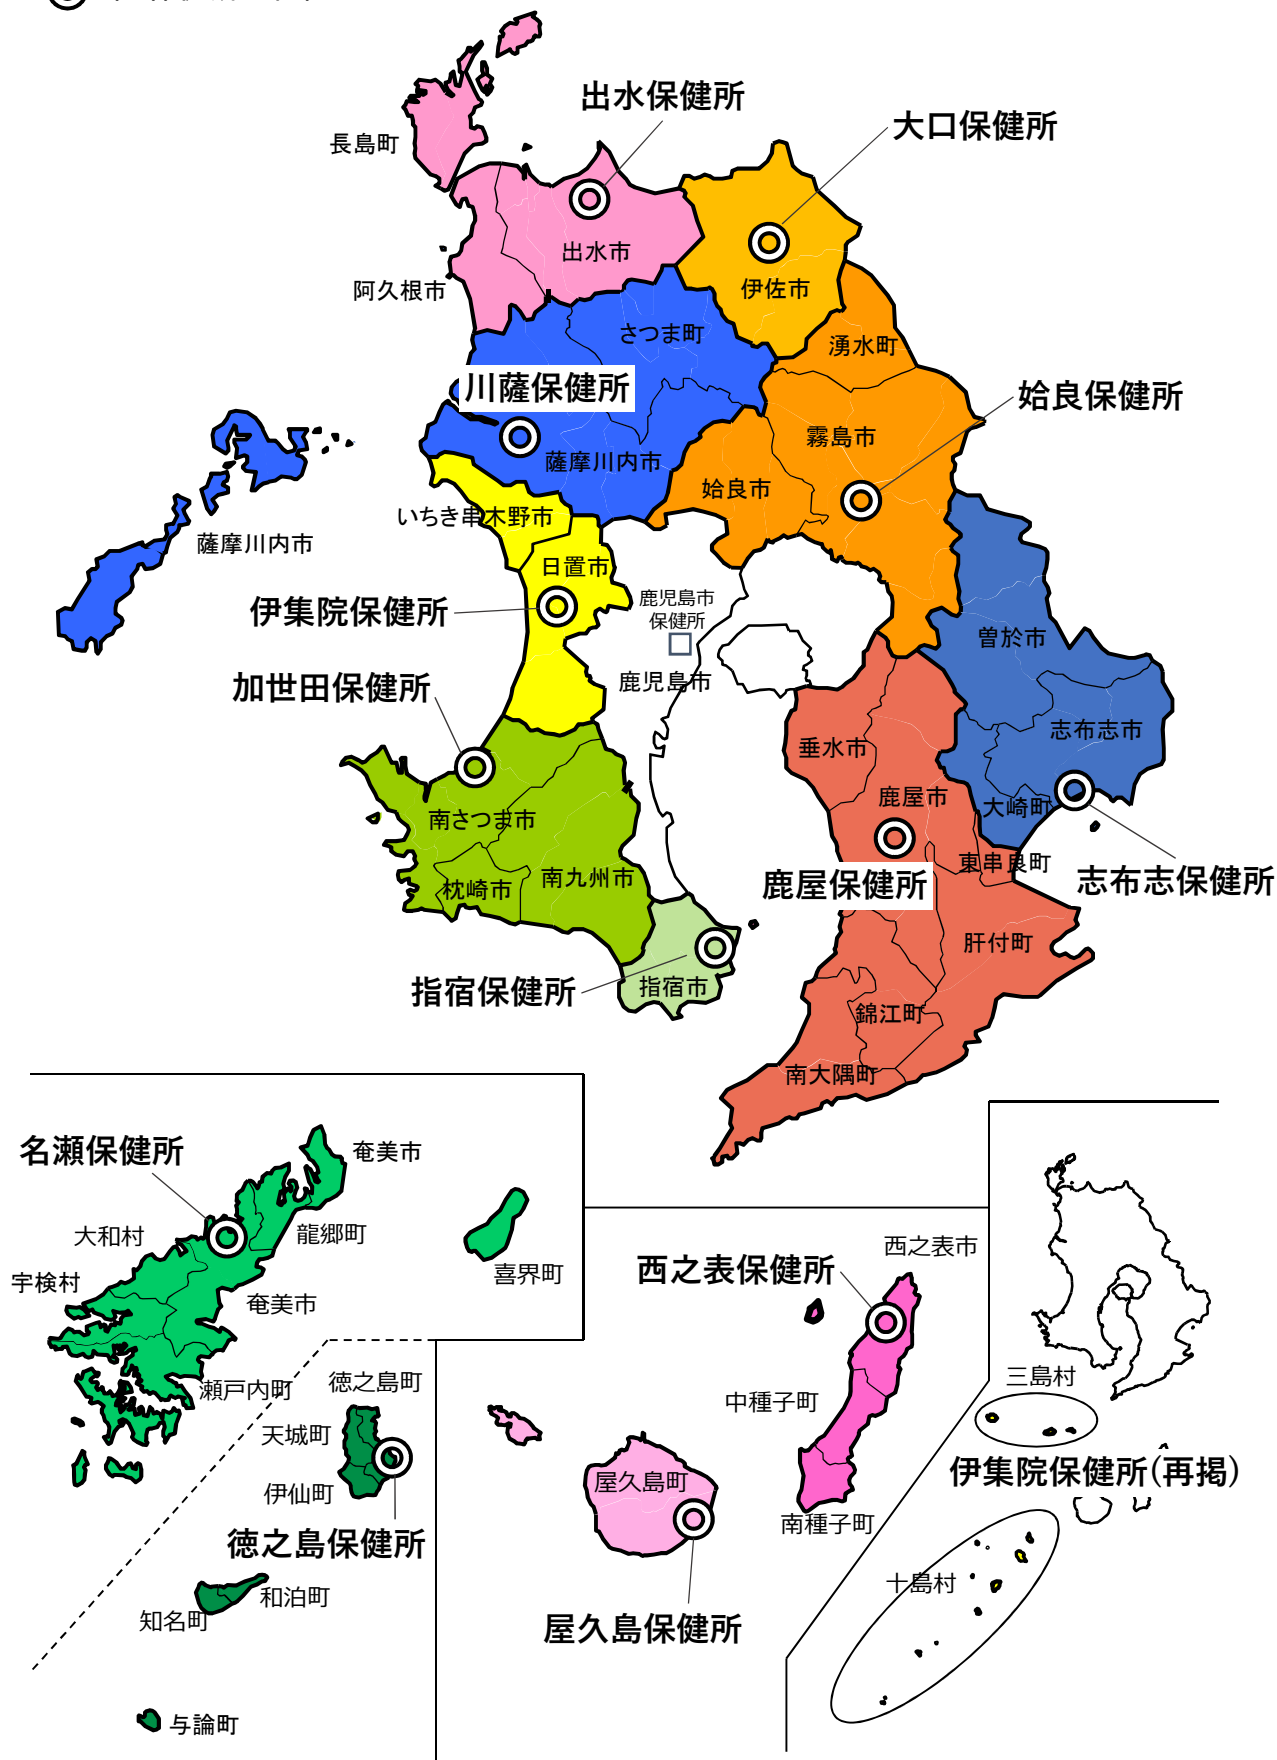 出水保健所
大口保健所
長島町
出水市
阿久根市
伊佐市
さつま町
湧水町
川薩保健所
姶良保健所
霧島市
薩摩川内市
姶良市
いちき串木野市
薩摩川内市
日置市
鹿児島市
保健所
伊集院保健所
曽於市
鹿児島市
加世田保健所
志布志市
垂水市
鹿屋市
大崎町
南さつま市
東串良町
鹿屋保健所
志布志保健所
枕崎市
南九州市
肝付町
指宿保健所
指宿市
錦江町
南大隅町
名瀬保健所
奄美市
大和村
龍郷町
西之表市
喜界町
西之表保健所
宇検村
奄美市
三島村
瀬戸内町
徳之島町
中種子町
天城町
伊集院保健所(再掲)
屋久島町
伊仙町
南種子町
徳之島保健所
十島村
和泊町
知名町
屋久島保健所
与論町